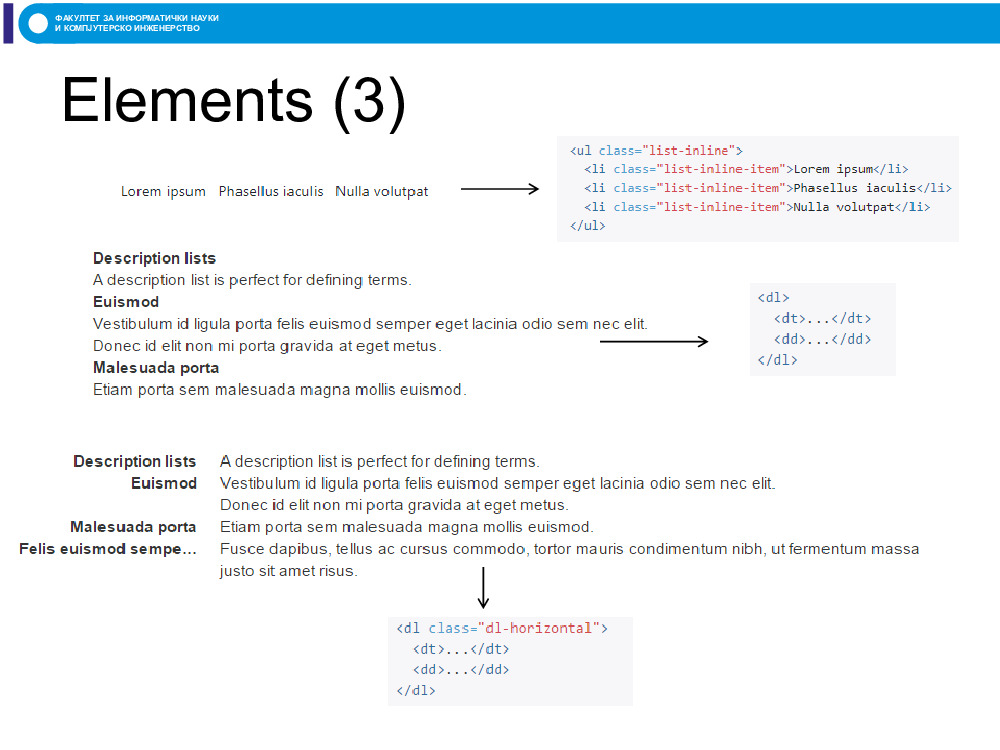 ФАКУЛТЕТ ЗА ИНФОРМАТИЧКИ НАУКИ
И КОМПЈУТЕРСКО ИНЖЕНЕРСТВО
Elements (3)
Lorem ipsum Phasellus iaculis Nulla volutpat
<ul class="list-inline">
<li class="list-inline-item">Lorem ipsum</li>
<li class="list-inline-item">Phasellus iaculis</li>
<li class="list-inline-item">Nulla volutpat</li>
</ul>
Description lists
A description list is perfect for defining terms.
Euismod
Vestibulum id ligula porta felis euismod semper eget lacinia odio sem nec elit.
Donec id elit non mi porta gravida at eget metus.
Malesuada porta
Etiam porta sem malesuada magna mollis euismod.
<dl>
<dt>...</dt>
<dd>...</dd>
</dl>
Description lists A description list is perfect for defining terms.
Euismod Vestibulum id ligula porta felis euismod semper eget lacinia odio sem nec elit.
Donec id elit non mi porta gravida at eget metus.
Malesuada porta Etiam porta sem malesuada magna mollis euismod.
Felis euismod sempe... Fusce dapibus, tellus ac cursus commodo, tortor mauris condimentum nibh, ut fermentum massa
justo sit amet risus.
<dl class="dl-horizontal">
<dt>...</dt>
<dd>...</dd>
</dl>